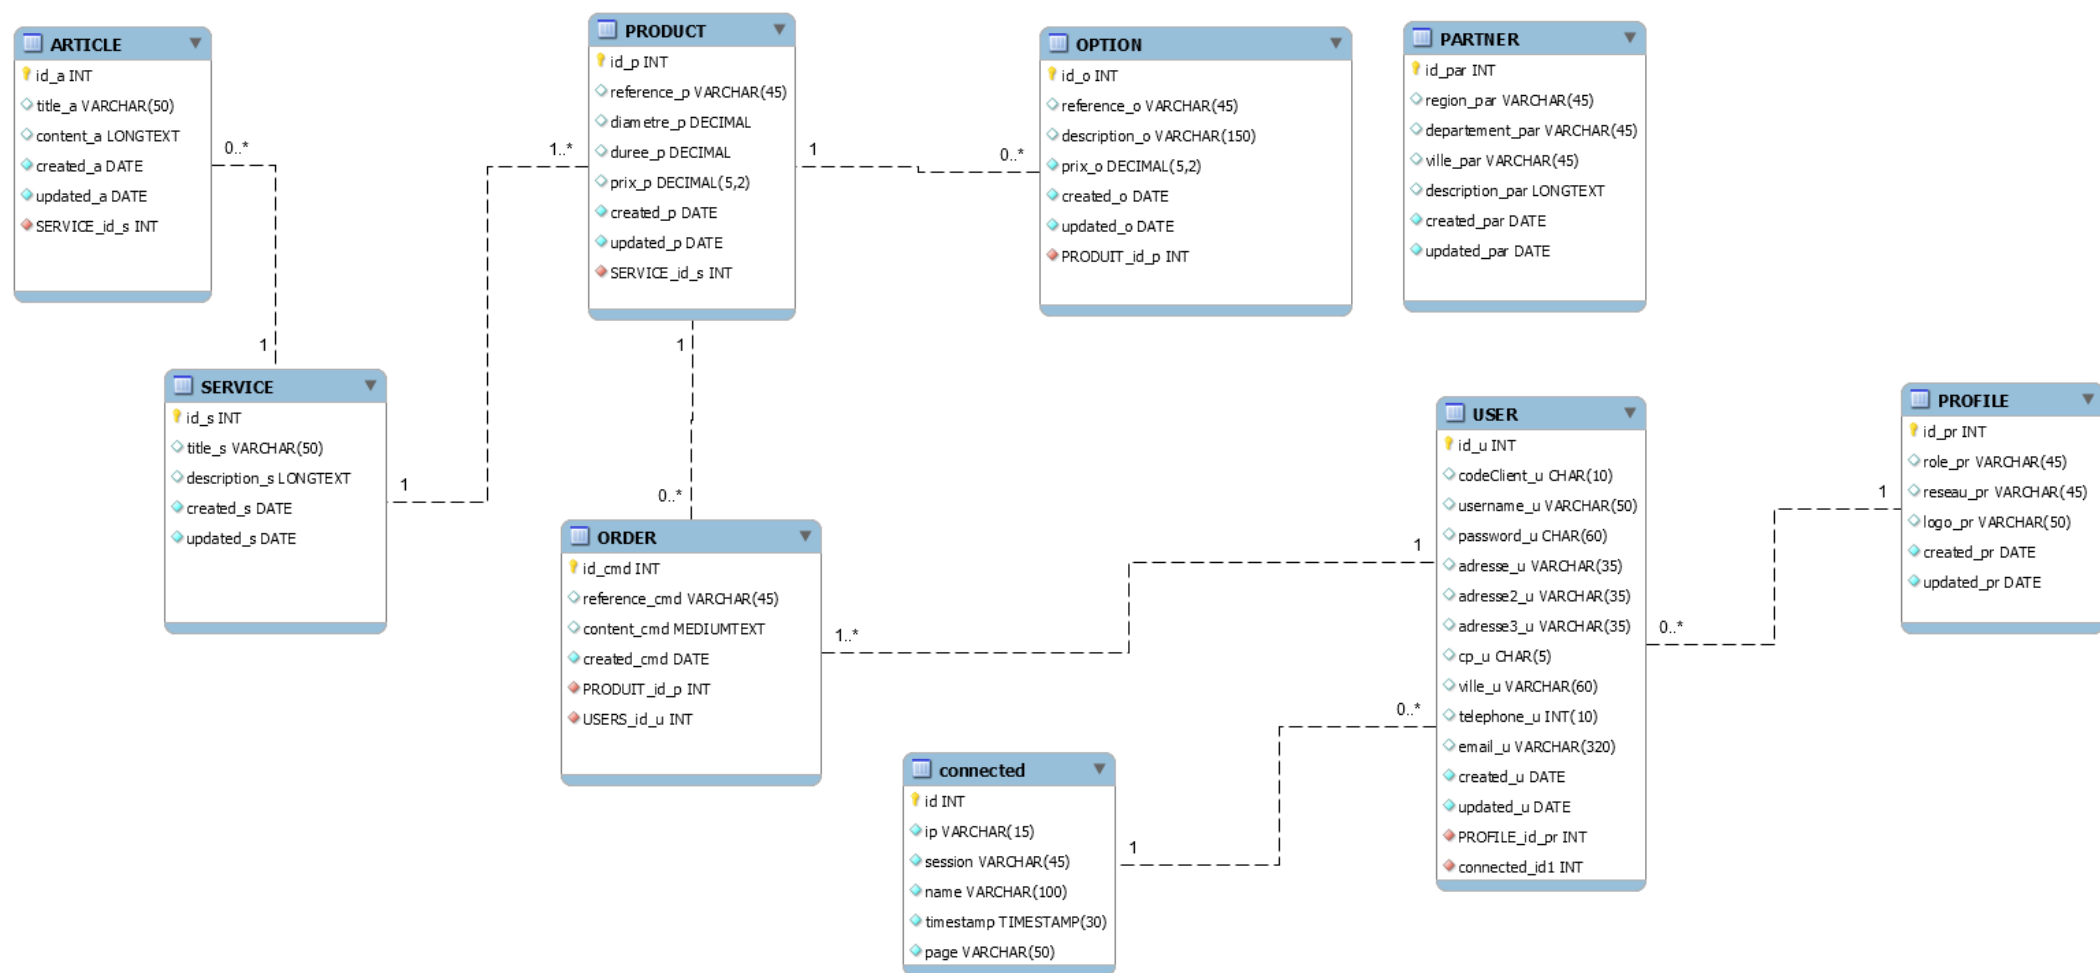 ARTICLE
id_a INT
title_a VARCHAR(50)
content_a LONGTEXT
created_a DATE
updated_a DATE
SERVICE_id_s INT
PRODUCT
id_p INT
reference_p VARCHAR(45)
diametre_p DECIMAL
duree_p DECIMAL
prix_p DECIMAL(5,2)
created_p DATE
updated_p DATE
SERVICE_id_s INT
OPTION
id_o INT
reference_o VARCHAR(45)
description_o VARCHAR(150)
prix_o DECIMAL(5,2)
created_o DATE
updated_o DATE
PRODUIT_id_p INT
PARTNER
id_par INT
region_par VARCHAR(45)
departement_par VARCHAR(45)
ville_par VARCHAR(45)
description_par LONGTEXT
created_par DATE
updated_par DATE
0..*
1
1..*
1
1
0..*
1
0..*
SERVICE
id_s INT
title_s VARCHAR(50)
description_s LONGTEXT
created_s DATE
updated_s DATE
ORDER
id_cmd INT
reference_cmd VARCHAR(45)
content_cmd MEDIUMTEXT
created_cmd DATE
PRODUIT_id_p INT
USERS_id_u INT
1..*
1
USER
id_u INT
codeClient_u CHAR(10)
username_u VARCHAR(50)
password_u CHAR(60)
adresse_u VARCHAR(35)
adresse2_u VARCHAR(35)
adresse3_u VARCHAR(35)
cp_u CHAR(5)
ville_u VARCHAR(60)
telephone_u INT(10)
email_u VARCHAR(320)
created_u DATE
updated_u DATE
PROFILE_id_pr INT
connected_id1 INT
0..*
1
PROFILE
id_pr INT
role_pr VARCHAR(45)
reseau_pr VARCHAR(45)
logo_pr VARCHAR(50)
created_pr DATE
updated_pr DATE
0..*
1
connected
id INT
ip VARCHAR(15)
session VARCHAR(45)
name VARCHAR(100)
timestamp TIMESTAMP(30)
page VARCHAR(50)